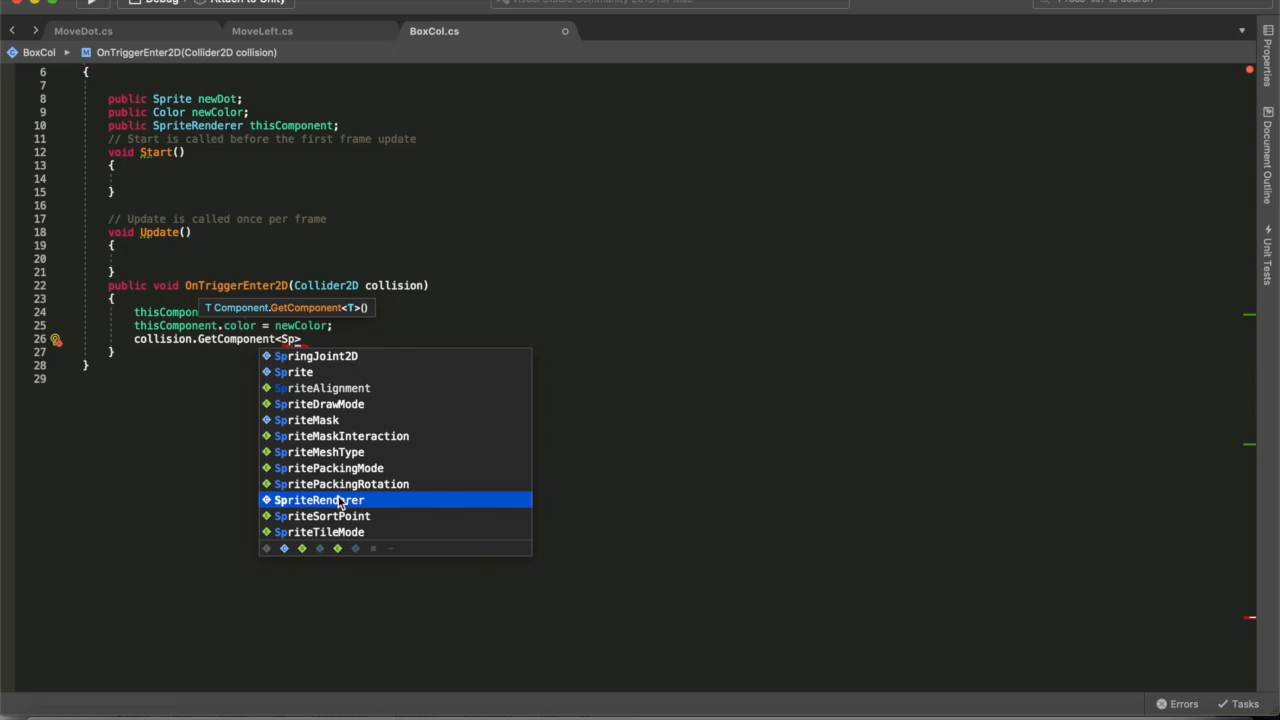 Debug
Attach to Unity
MoveDot.cs
MoveLeft.cs
BoxCol.cs
BoxCol ▸ OnTriggerEnter2D(Collider2D collision)
6 {
7
8 public Sprite newDot;
9 public Color newColor;
10 public SpriteRenderer thisComponent;
11 // Start is called before the first frame update
12 void Start()
13 {
14
15 }
16
17 // Update is called once per frame
18 void Update()
19 {
20
21 }
22 public void OnTriggerEnter2D(Collider2D collision)
23 {
T Component.GetComponent<T>()
24 thisCompon
25 thisComponent.color = newColor;
26 collision.GetComponent<Sp>
27 }
28 }
29
SpringJoint2D
Sprite
SpriteAlignment
SpriteDrawMode
SpriteMask
SpriteMaskInteraction
SpriteMeshType
SpritePackingMode
SpritePackingRotation
SpriteRenderer
SpriteSortPoint
SpriteTileMode
Properties
Document Outline
Unit Tests
Errors
Tasks